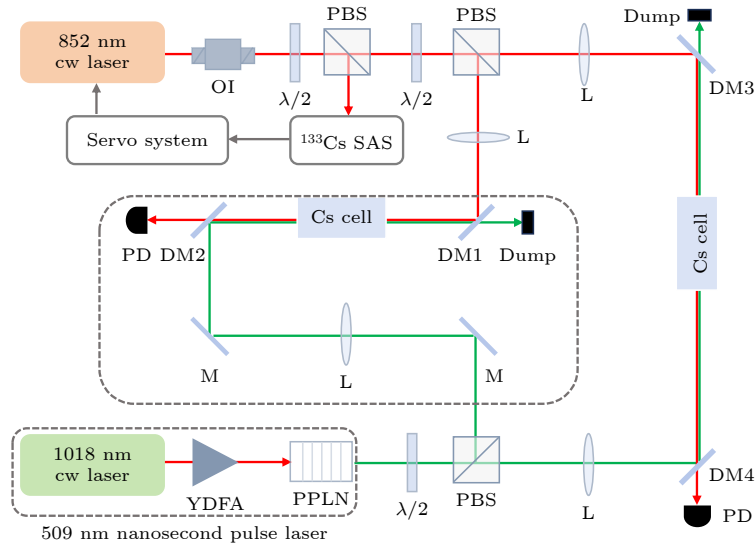 PBS
PBS
Dump
852 nm
cw laser
OI
λ/2
λ/2
L
DM3
Servo system
¹³³Cs SAS
L
Cs cell
Cs cell
PD
DM2
DM1
Dump
M
L
M
1018 nm
cw laser
YDFA
PPLN
λ/2
PBS
L
DM4
PD
509 nm nanosecond pulse laser